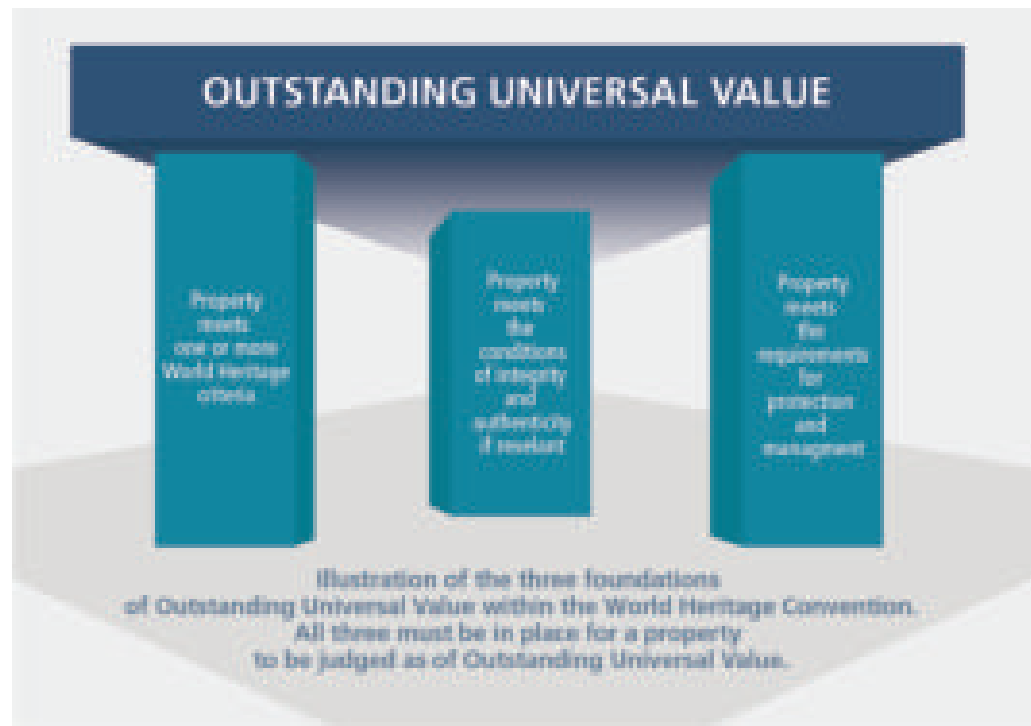 OUTSTANDING UNIVERSAL VALUE
Property
meets
one or more
World Heritage
criteria
Property
meets
the
conditions
of integrity
and
authenticity
if revelant
Property
meets
the
requirements
for
protection
and
managment
Illustration of the three foundations
of Outstanding Universal Value within the World Heritage Convention.
All three must be in place for a property
to be judged as of Outstanding Universal Value.